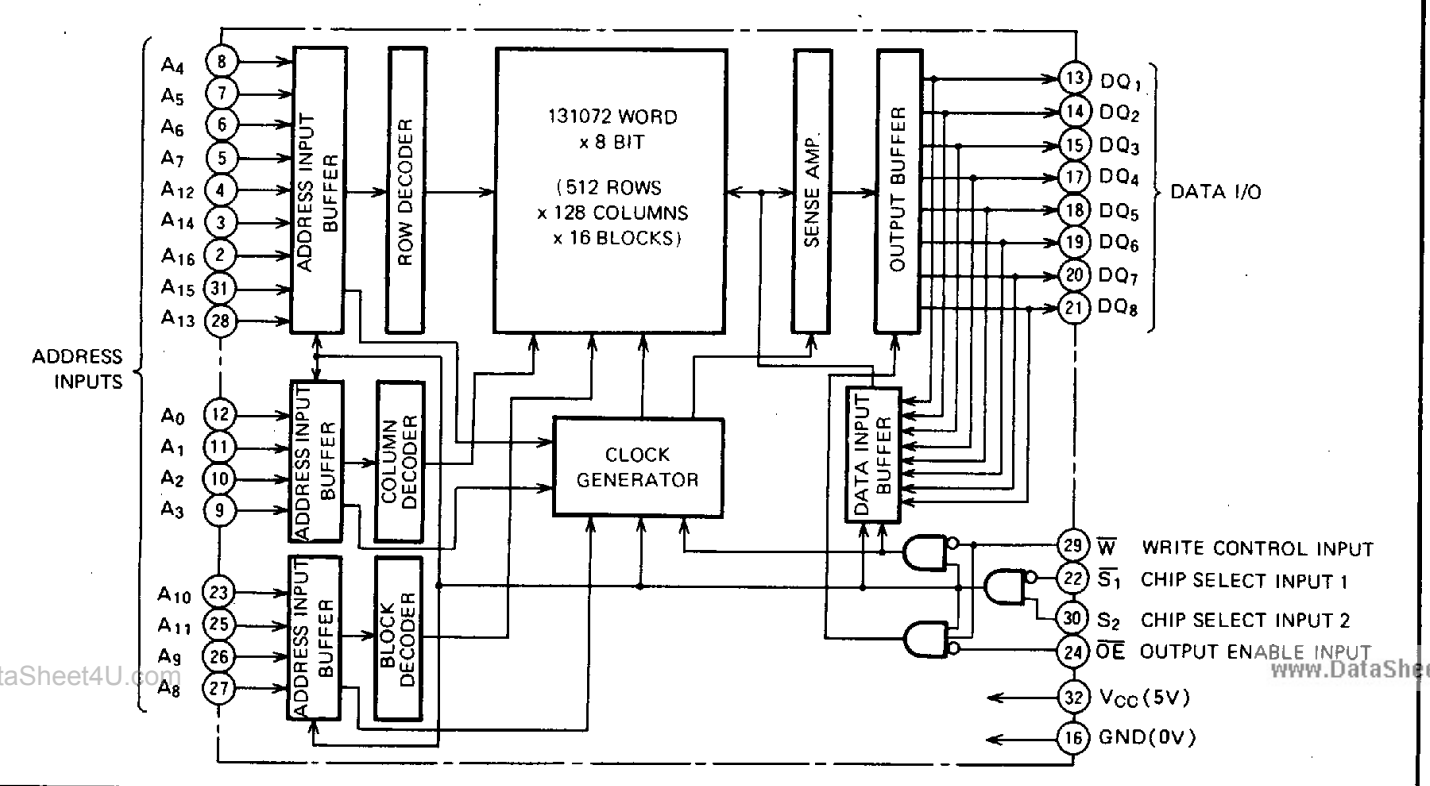 ADDRESS
INPUTS
A4 8
A5 7
A6 6
A7 5
A12 4
A14 3
A16 2
A15 31
A13 28
A0 12
A1 11
A2 10
A3 9
A10 23
A11 25
A9 26
A8 27
ADDRESS INPUT
BUFFER
ROW DECODER
ADDRESS INPUT
BUFFER
COLUMN
DECODER
ADDRESS INPUT
BUFFER
BLOCK
DECODER
131072 WORD
x 8 BIT
(512 ROWS
x 128 COLUMNS
x 16 BLOCKS)
CLOCK
GENERATOR
SENSE AMP.
OUTPUT BUFFER
DATA INPUT
BUFFER
13 DQ1
14 DQ2
15 DQ3
17 DQ4
18 DQ5
19 DQ6
20 DQ7
21 DQ8
DATA I/O
29 W̅ WRITE CONTROL INPUT
22 S̅1 CHIP SELECT INPUT 1
30 S2 CHIP SELECT INPUT 2
24 O̅E̅ OUTPUT ENABLE INPUT
32 VCC(5V)
16 GND(0V)
taSheet4U.com
www.DataShee